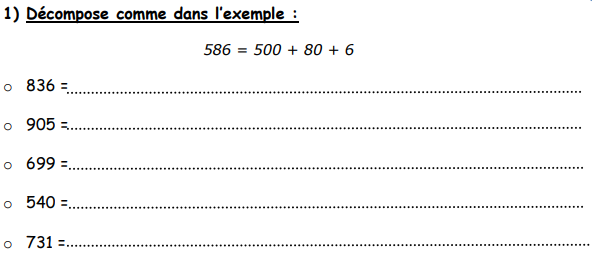 1) Décompose comme dans l'exemple :
586 = 500 + 80 + 6
o 836 =..........................................................................................................
o 905 =..........................................................................................................
o 699 =..........................................................................................................
o 540 =..........................................................................................................
o 731 =..........................................................................................................